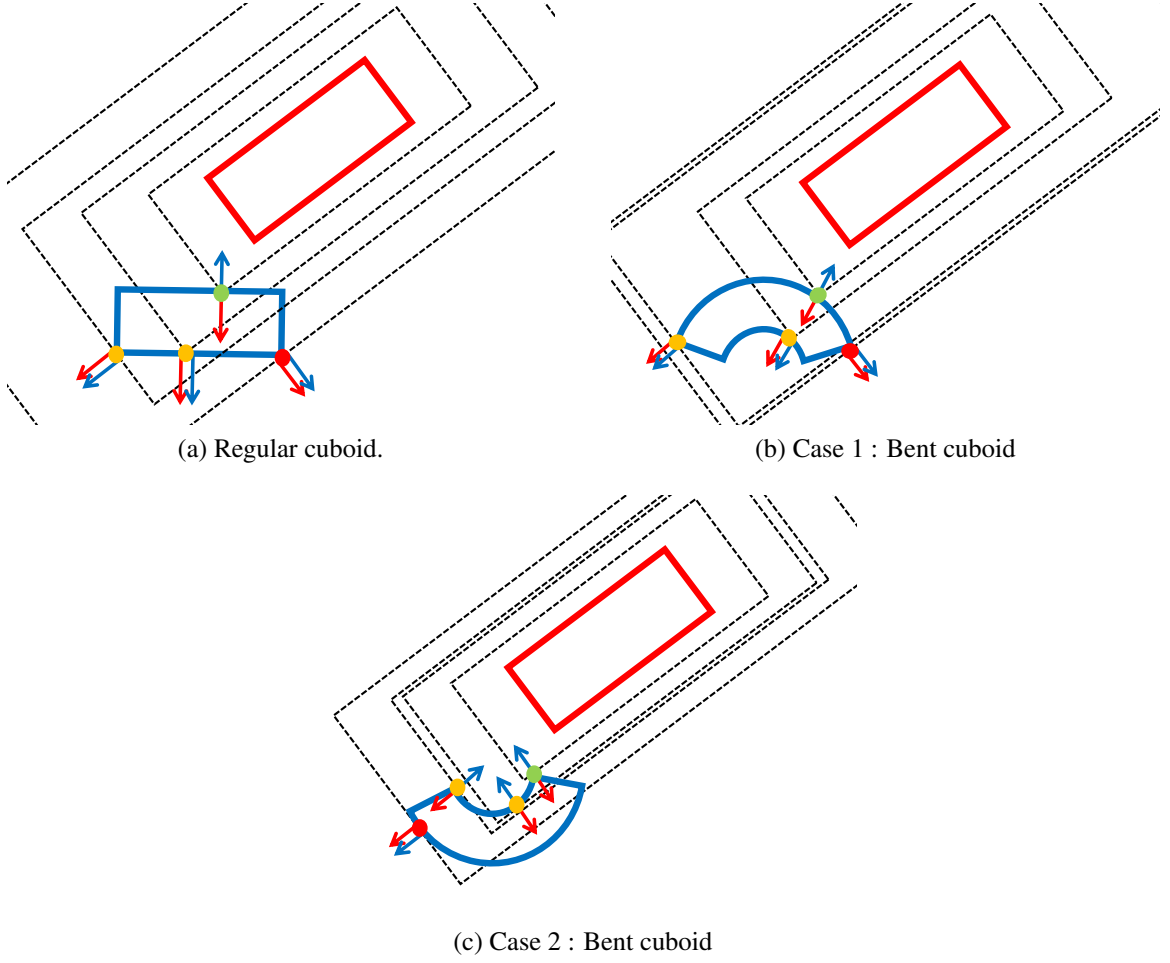 (a) Regular cuboid.
(b) Case 1 : Bent cuboid
(c) Case 2 : Bent cuboid